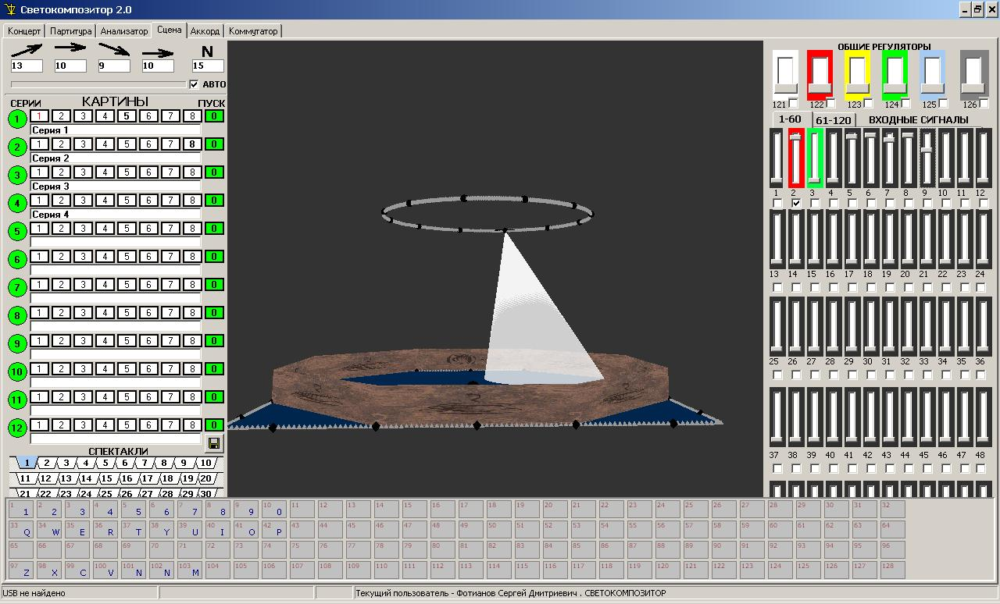 Светокомпозитор 2.0
Концерт Партитура Анализатор Сцена Аккорд Коммутатор
N
13 10 9 10 15
АВТО
СЕРИИ КАРТИНЫ ПУСК
1 1 2 3 4 5 6 7 8 0
Серия 1
2 1 2 3 4 5 6 7 8 0
Серия 2
3 1 2 3 4 5 6 7 8 0
Серия 3
4 1 2 3 4 5 6 7 8 0
Серия 4
5 1 2 3 4 5 6 7 8 0
6 1 2 3 4 5 6 7 8 0
7 1 2 3 4 5 6 7 8 0
8 1 2 3 4 5 6 7 8 0
9 1 2 3 4 5 6 7 8 0
10 1 2 3 4 5 6 7 8 0
11 1 2 3 4 5 6 7 8 0
12 1 2 3 4 5 6 7 8 0
СПЕКТАКЛИ
1 2 3 4 5 6 7 8 9 10
11 12 13 14 15 16 17 18 19 20
21 22 23 24 25 26 27 28 29 30
ОБЩИЕ РЕГУЛЯТОРЫ
121 122 123 124 125 126
1-60 61-120 ВХОДНЫЕ СИГНАЛЫ
1 2 3 4 5 6 7 8 9 10 11 12
13 14 15 16 17 18 19 20 21 22 23 24
25 26 27 28 29 30 31 32 33 34 35 36
37 38 39 40 41 42 43 44 45 46 47 48
1 1 2 2 3 3 4 4 5 5 6 6 7 7 8 8 9 9 10 0 11 12 13 14 15 16 17 18 19 20 21 22 23 24 25 26 27 28 29 30 31 32
33 Q 34 W 35 E 36 R 37 T 38 Y 39 U 40 I 41 O 42 P 43 44 45 46 47 48 49 50 51 52 53 54 55 56 57 58 59 60 61 62 63 64
65 66 67 68 69 70 71 72 73 74 75 76 77 78 79 80 81 82 83 84 85 86 87 88 89 90 91 92 93 94 95 96
97 Z 98 X 99 C 100 V 101 N 102 N 103 M 104 105 106 107 108 109 110 111 112 113 114 115 116 117 118 119 120 121 122 123 124 125 126 127 128
USB не найдено
Текущий пользователь - Фотианов Сергей Дмитриевич , СВЕТОКОМПОЗИТОР